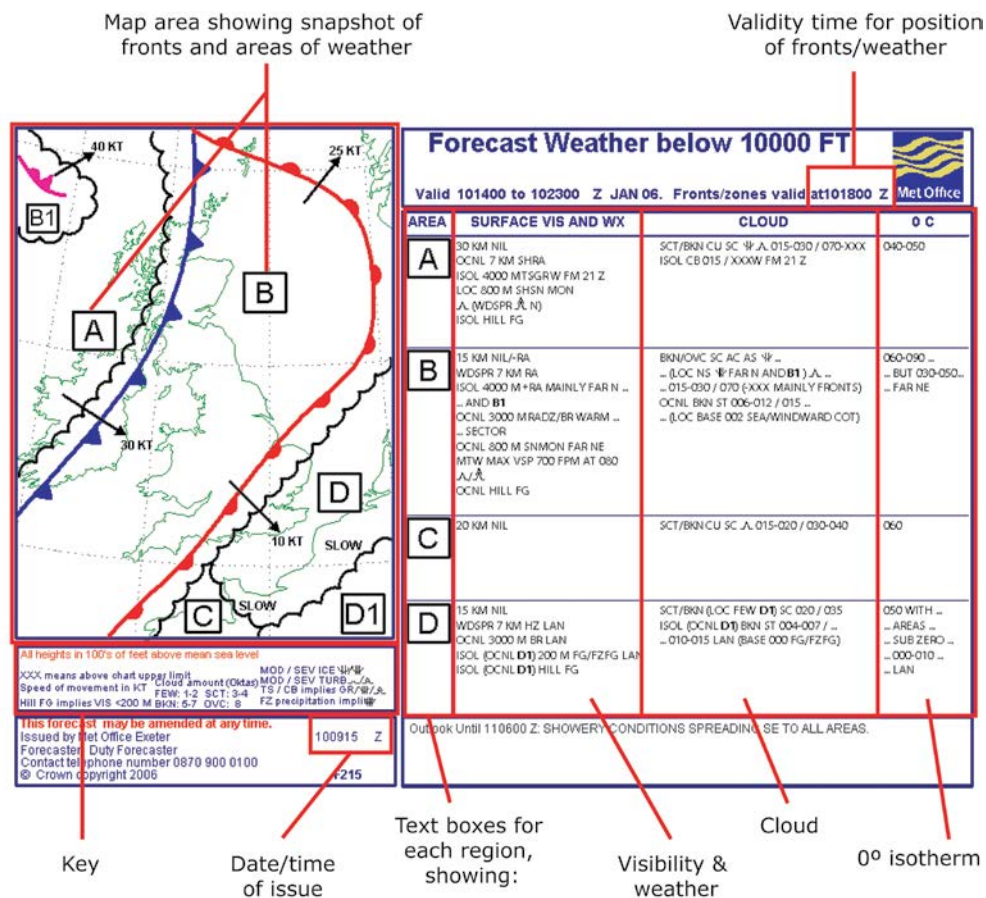 Map area showing snapshot of
fronts and areas of weather
Validity time for position
of fronts/weather
40 KT
25 KT
B1
A
B
30 KT
D
10 KT
SLOW
C
SLOW
D1
Forecast Weather below 10000 FT
Valid 101400 to 102300 Z JAN 06. Fronts/zones valid at 101800 Z
Met Office
AREA SURFACE VIS AND WX CLOUD 0 C
A
30 KM NIL
OCNL 7 KM SHRA
ISOL 4000 MTSGRW FM 21 Z
LOC 800 M SHSN MON
(WDSPR N)
ISOL HILL FG
SCT/BKN CU SC 015-030 / 070-XXX
ISOL CB 015 / XXXW FM 21 Z
040-050
B
15 KM NIL/-RA
WDSPR 7 KM RA
ISOL 4000 M +RA MAINLY FAR N ...
... AND B1
OCNL 3000 M RADZ/BR WARM ...
... SECTOR
OCNL 800 M SNMON FAR NE
MTW MAX VSP 700 FPM AT 080
/
OCNL HILL FG
BKN/OVC SC AC AS ...
... (LOC NS FAR N AND B1 ) ...
... 015-030 / 070 (-XXX MAINLY FRONTS)
OCNL BKN ST 006-012 / 015 ...
... (LOC BASE 002 SEA/WINDWARD COT)
060-090 ...
... BUT 030-050...
... FAR NE
C
20 KM NIL
SCT/BKN CU SC 015-020 / 030-040
060
D
15 KM NIL
WDSPR 7 KM HZ LAN
OCNL 3000 M BR LAN
ISOL (OCNL D1) 200 M FG/FZFG LAN
ISOL (OCNL D1) HILL FG
SCT/BKN (LOC FEW D1) SC 020 / 035
ISOL (OCNL D1) BKN ST 004-007 / ...
... 010-015 LAN (BASE 000 FG/FZFG)
050 WITH ...
... AREAS ...
... SUB ZERO ...
... 000-010 ...
... LAN
All heights in 100's of feet above mean sea level
XXX means above chart upper limit
Speed of movement in KT
Hill FG implies VIS <200 M
Cloud amount (Oktas)
FEW: 1-2 SCT: 3-4
BKN: 5-7 OVC: 8
MOD / SEV ICE
MOD / SEV TURB
TS / CB implies GR
FZ precipitation implies
This forecast may be amended at any time.
Issued by Met Office Exeter
Forecaster: Duty Forecaster
Contact telephone number 0870 900 0100
© Crown copyright 2006
100915 Z
F215
Outlook Until 110600 Z: SHOWERY CONDITIONS SPREADING SE TO ALL AREAS.
Key
Date/time
of issue
Text boxes for
each region,
showing:
Visibility &
weather
Cloud
0º isotherm